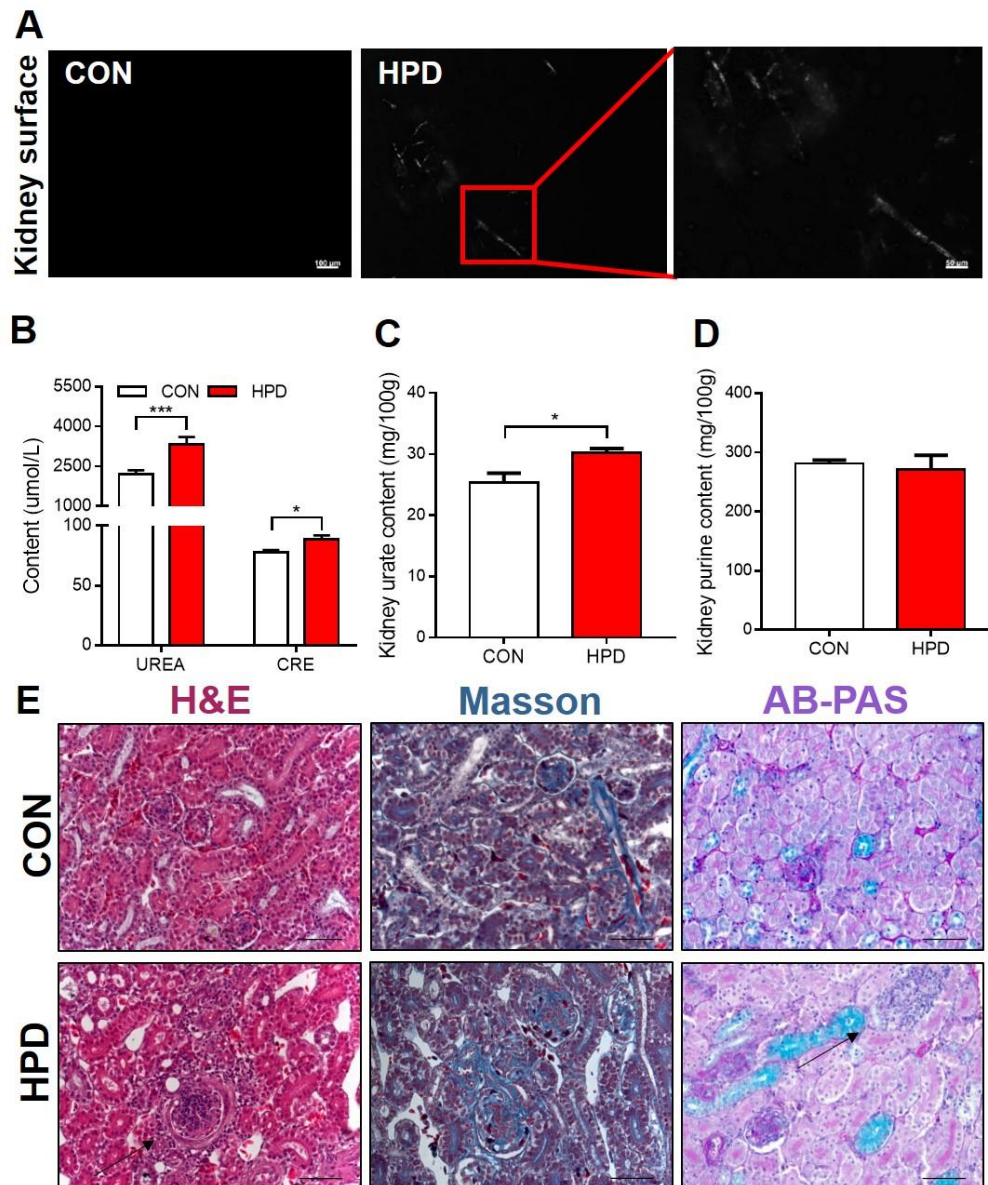 A
Kidney surface
CON
HPD
100 µm
50 µm
B
5500
4000
2500
1000
100
50
0
Content (umol/L)
CON
HPD
***
*
UREA
CRE
C
40
30
20
10
0
Kidney urate content (mg/100g)
*
CON
HPD
D
400
300
200
100
0
Kidney purine content (mg/100g)
CON
HPD
E
H&E
Masson
AB-PAS
CON
HPD